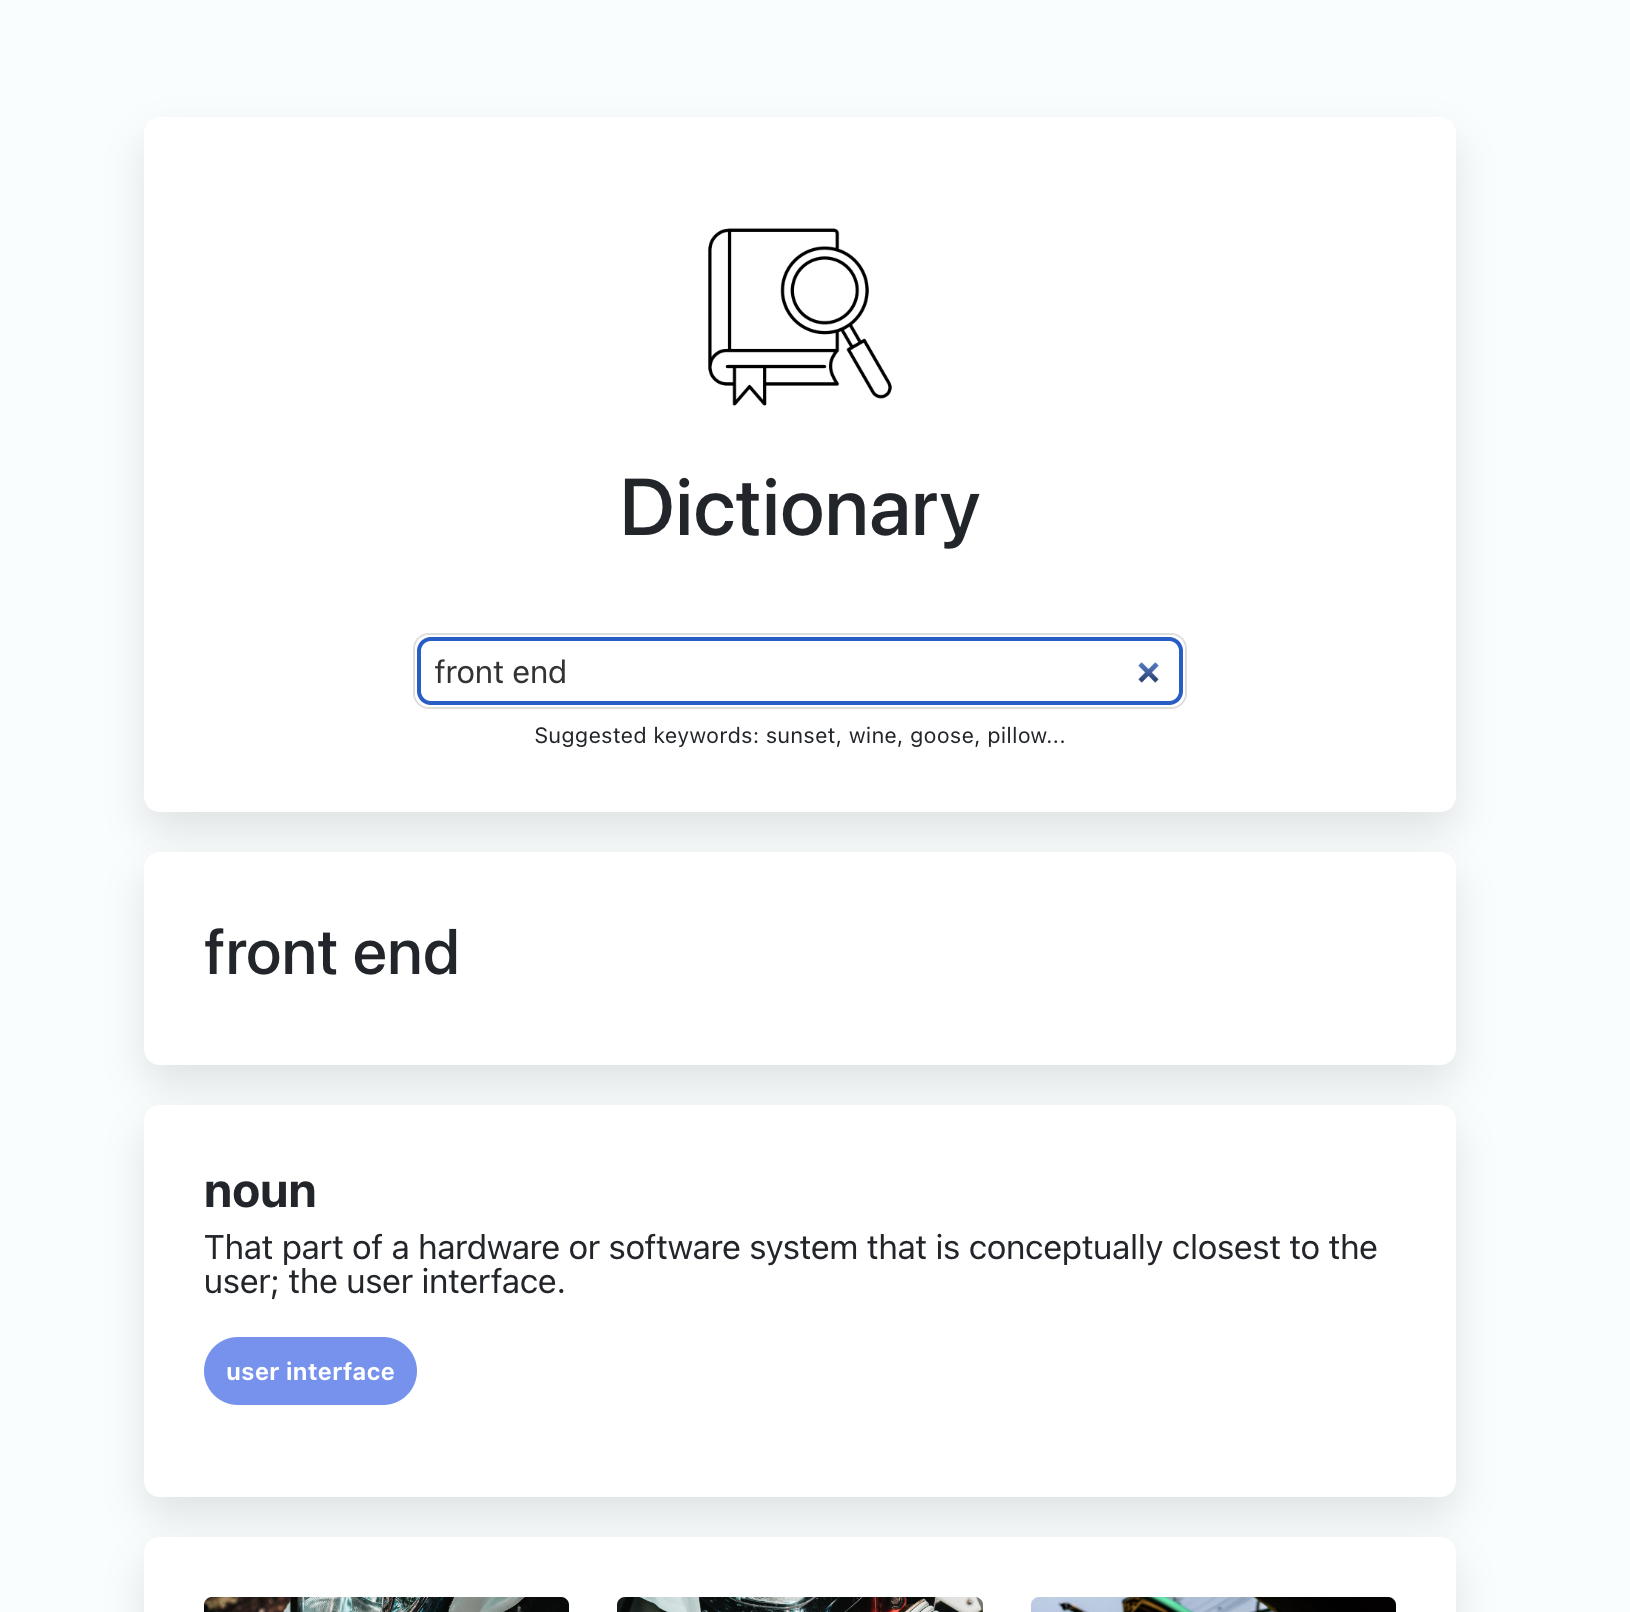 Dictionary
front end
Suggested keywords: sunset, wine, goose, pillow...
front end
noun
That part of a hardware or software system that is conceptually closest to the
user; the user interface.
user interface